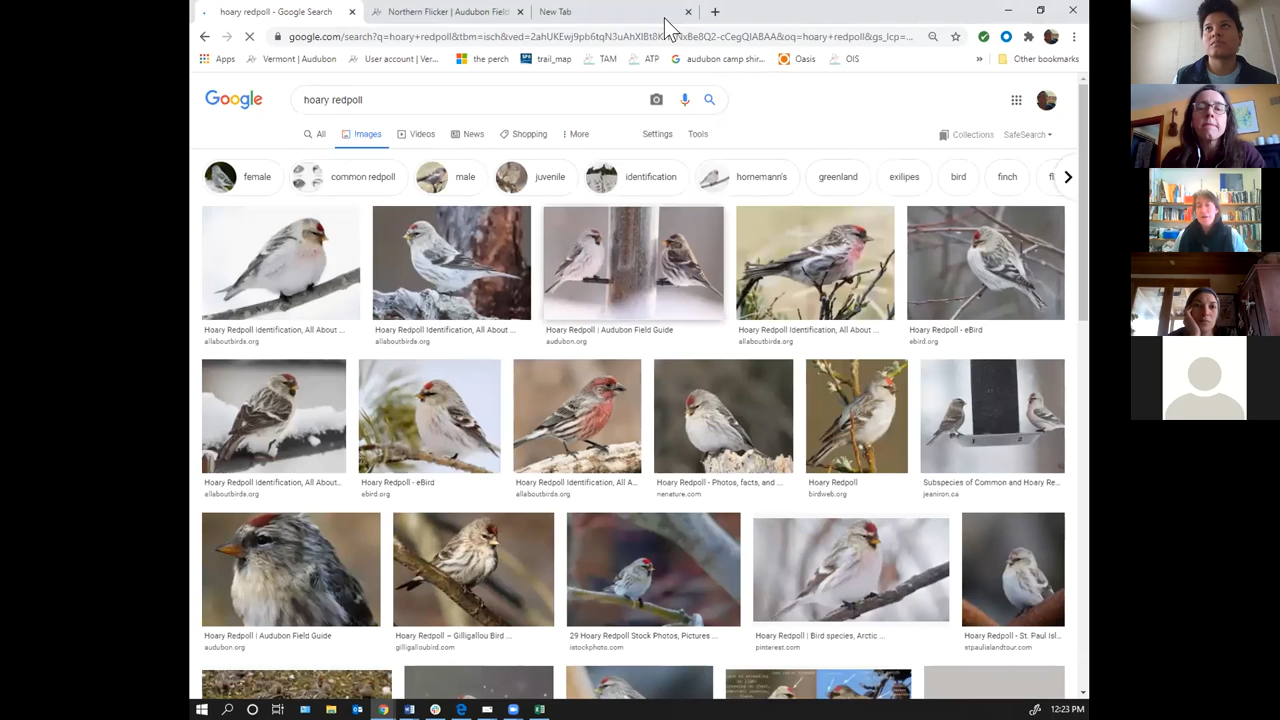 hoary redpoll - Google Search
Northern Flicker | Audubon Field
New Tab
Apps
Vermont | Audubon
User account | Ver...
the perch
trail_map
TAM
ATP
audubon camp shir...
Oasis
OIS
»
Other bookmarks
Google
hoary redpoll
All
Images
Videos
News
Shopping
More
Settings
Tools
Collections
SafeSearch
female
common redpoll
male
juvenile
identification
hornemann's
greenland
exilipes
bird
finch
Hoary Redpoll Identification, All About ...
allaboutbirds.org
Hoary Redpoll Identification, All About ...
allaboutbirds.org
Hoary Redpoll | Audubon Field Guide
audubon.org
Hoary Redpoll Identification, All About ...
allaboutbirds.org
Hoary Redpoll - eBird
ebird.org
Hoary Redpoll Identification, All About...
allaboutbirds.org
Hoary Redpoll - eBird
ebird.org
Hoary Redpoll Identification, All A...
allaboutbirds.org
Hoary Redpoll - Photos, facts, and ...
nenature.com
Hoary Redpoll
birdweb.org
Subspecies of Common and Hoary Re...
jeaniron.ca
Hoary Redpoll | Audubon Field Guide
audubon.org
Hoary Redpoll ~ Gilligallou Bird ...
gilligalloubird.com
29 Hoary Redpoll Stock Photos, Pictures ...
istockphoto.com
Hoary Redpoll | Bird species, Arctic ...
pinterest.com
Hoary Redpoll - St. Paul Isl...
stpaulislandtour.com
12:23 PM